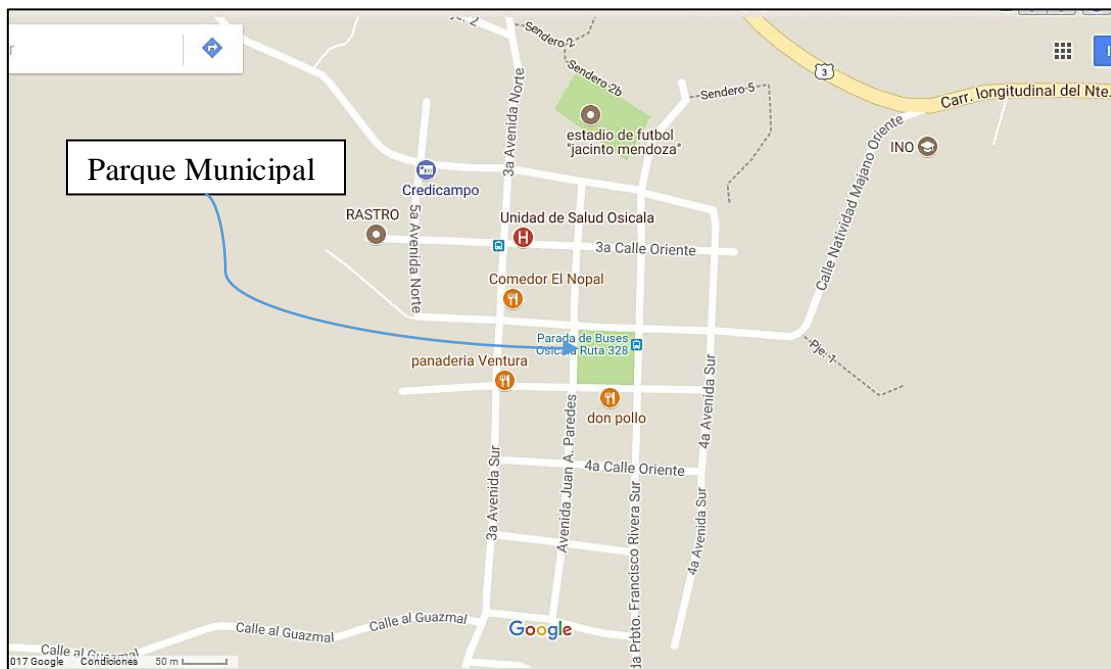 Parque Municipal
r
Pje. 2
Sendero 2
Sendero 2b
Sendero 5
3
Carr. longitudinal del Nte.
3a Avenida Norte
estadio de futbol
"jacinto mendoza"
INO
Credicampo
RASTRO
5a Avenida Norte
Unidad de Salud Osicala
H
3a Calle Oriente
Calle Natividad Majano Oriente
Comedor El Nopal
Parada de Buses
Osicala Ruta 328
panaderia Ventura
don pollo
Pje. 1
4a Avenida Sur
4a Calle Oriente
3a Avenida Sur
Avenida Juan A. Paredes
da Prbto. Francisco Rivera Sur
4a Avenida Sur
Calle al Guazmal
Calle al Guazmal
Calle al Guazmal
Google
017 Google Condiciones 50 m